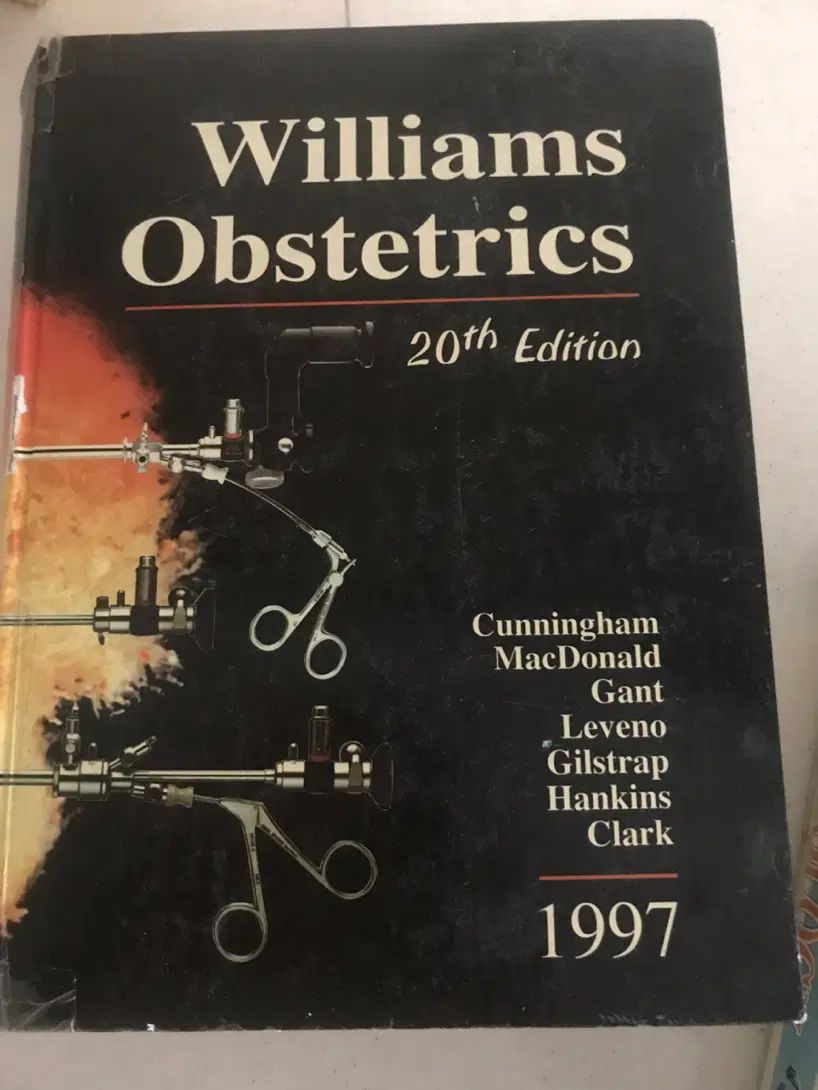 Williams
Obstetrics
20th Edition
Cunningham
MacDonald
Gant
Leveno
Gilstrap
Hankins
Clark
1997